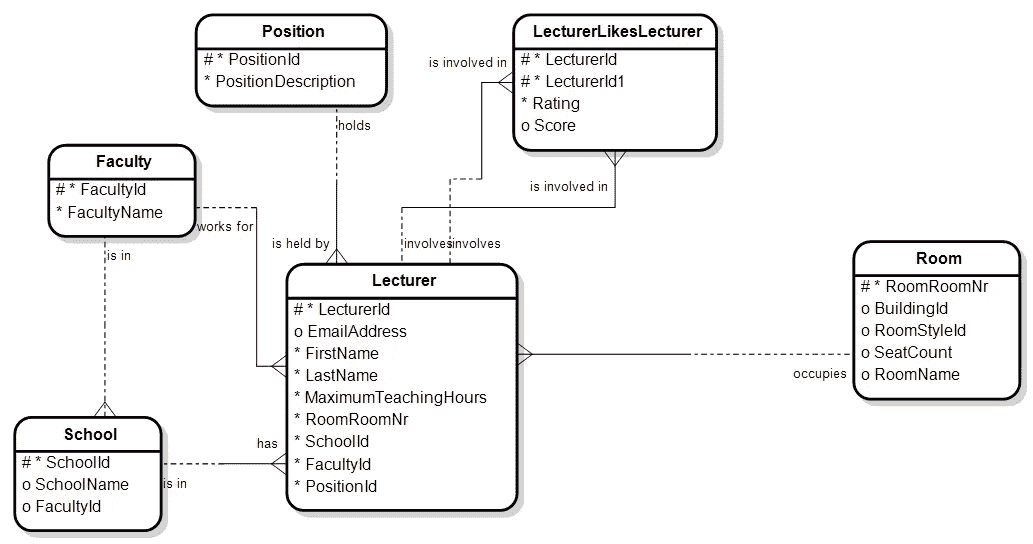 Position
# * PositionId
* PositionDescription
LecturerLikesLecturer
# * LecturerId
# * LecturerId1
* Rating
o Score
is involved in
holds
Faculty
# * FacultyId
* FacultyName
is involved in
works for
is held by
involves
involves
is in
Lecturer
# * LecturerId
o EmailAddress
* FirstName
* LastName
* MaximumTeachingHours
* RoomRoomNr
* SchoolId
* FacultyId
* PositionId
Room
# * RoomRoomNr
o BuildingId
o RoomStyleId
o SeatCount
o RoomName
occupies
School
# * SchoolId
o SchoolName
o FacultyId
has
is in